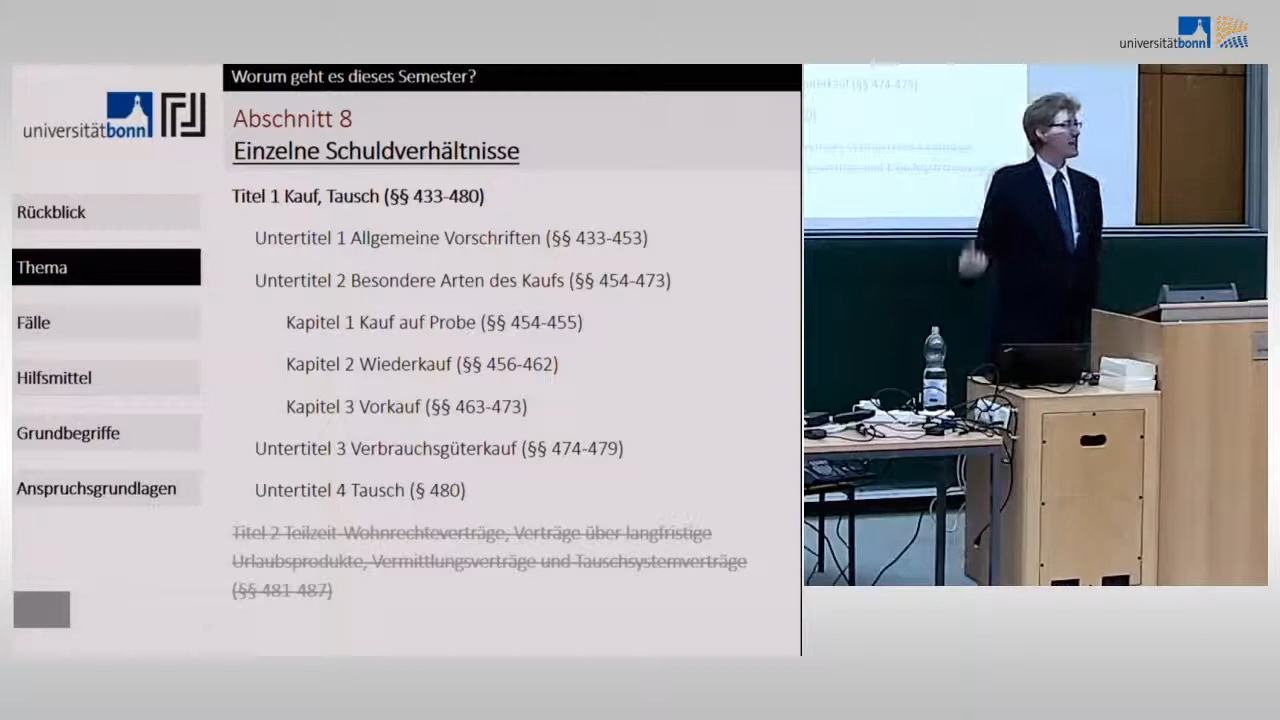 universitätbonn
Worum geht es dieses Semester?
universitätbonn
Abschnitt 8
Einzelne Schuldverhältnisse
Rückblick
Thema
Fälle
Hilfsmittel
Grundbegriffe
Anspruchsgrundlagen
Titel 1 Kauf, Tausch (§§ 433-480)
Untertitel 1 Allgemeine Vorschriften (§§ 433-453)
Untertitel 2 Besondere Arten des Kaufs (§§ 454-473)
Kapitel 1 Kauf auf Probe (§§ 454-455)
Kapitel 2 Wiederkauf (§§ 456-462)
Kapitel 3 Vorkauf (§§ 463-473)
Untertitel 3 Verbrauchsgüterkauf (§§ 474-479)
Untertitel 4 Tausch (§ 480)
Titel 2 Teilzeit-Wohnrechteverträge, Verträge über langfristige
Urlaubsprodukte, Vermittlungsverträge und Tauschsystemverträge
(§§ 481-487)
(§§ 474-479)